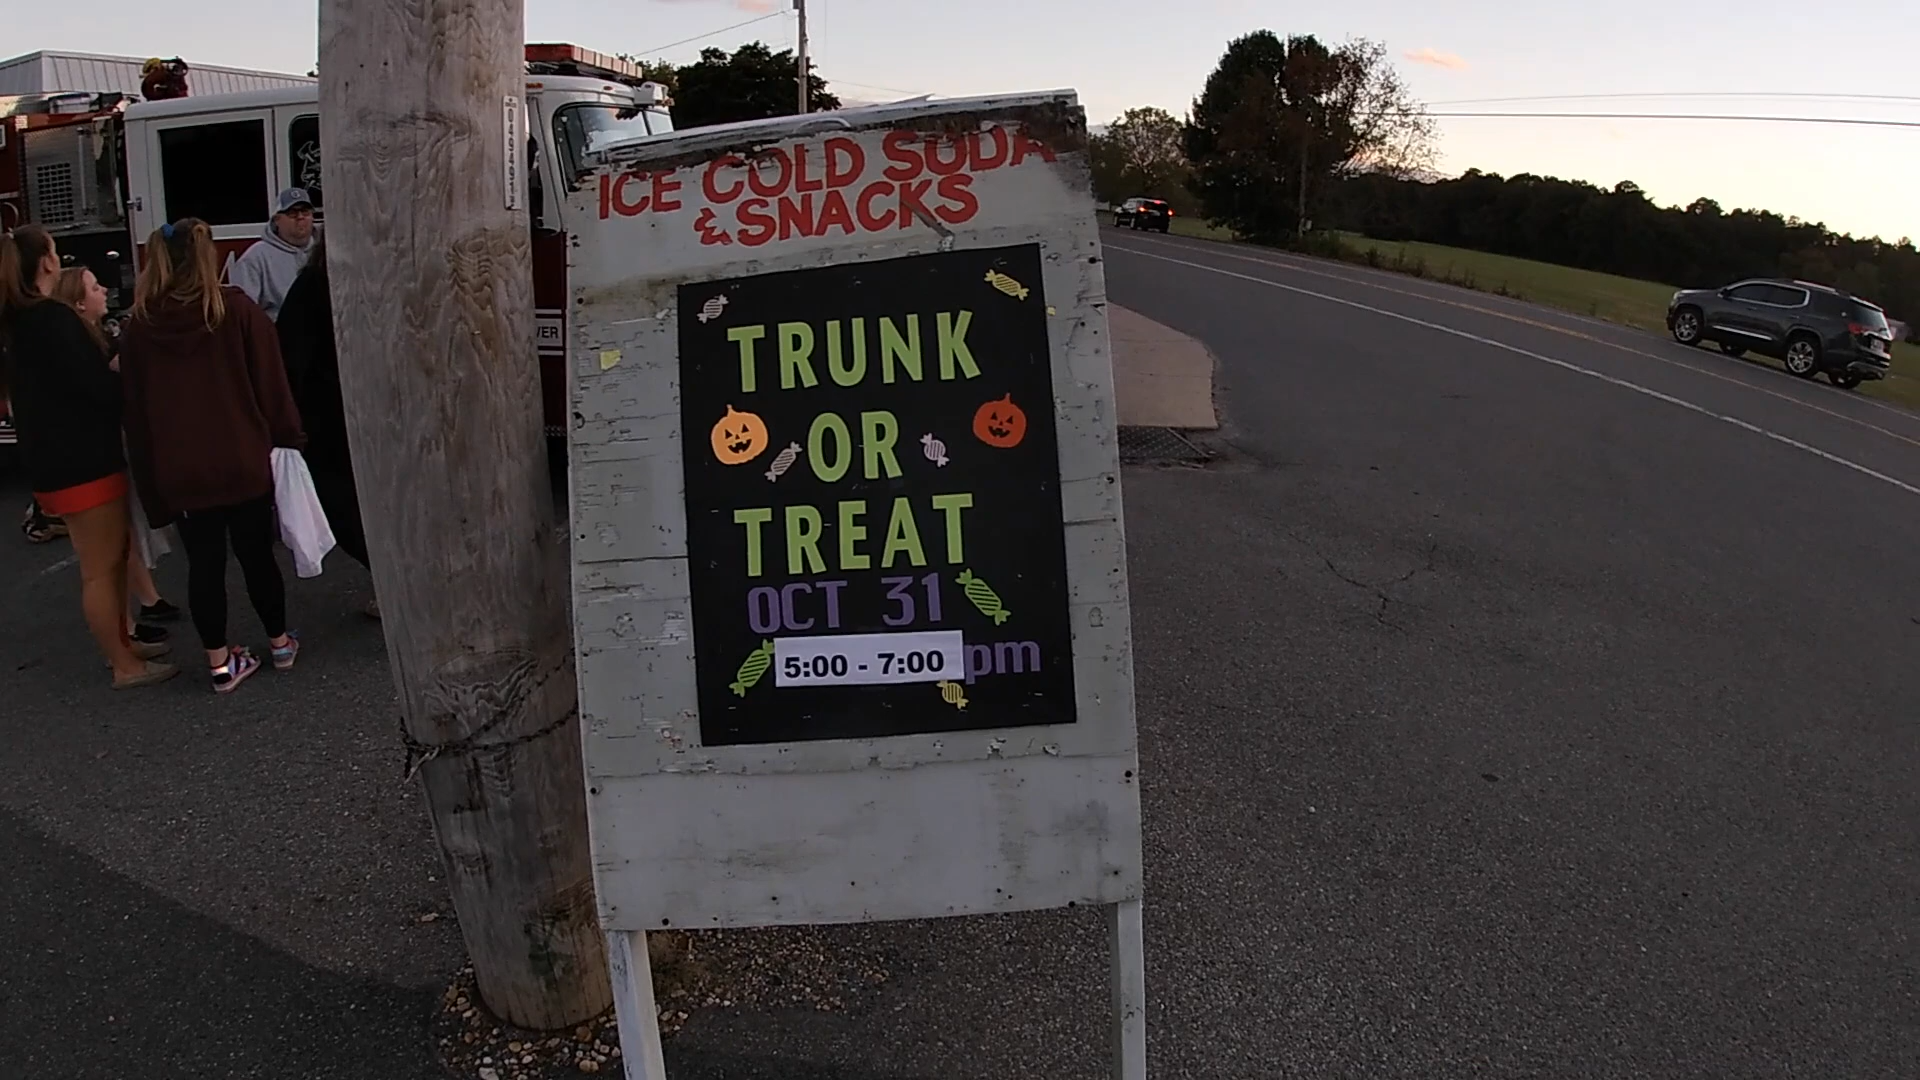 ICE COLD SODA
& SNACKS
TRUNK
OR
TREAT
OCT 31
5:00 - 7:00 pm